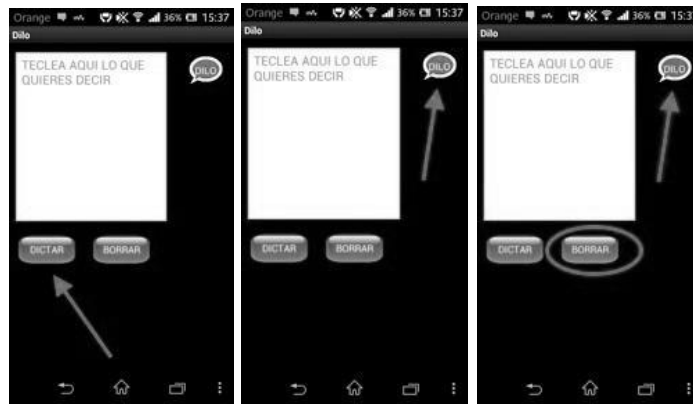 Orange 36% 15:37
Dilo
TECLEA AQUI LO QUE
QUIERES DECIR
DILO
DICTAR BORRAR
Orange 36% 15:37
Dilo
TECLEA AQUI LO QUE
QUIERES DECIR
DILO
DICTAR BORRAR
Orange 36% 15:3
Dilo
TECLEA AQUI LO QUE
QUIERES DECIR
DILO
DICTAR BORRAR